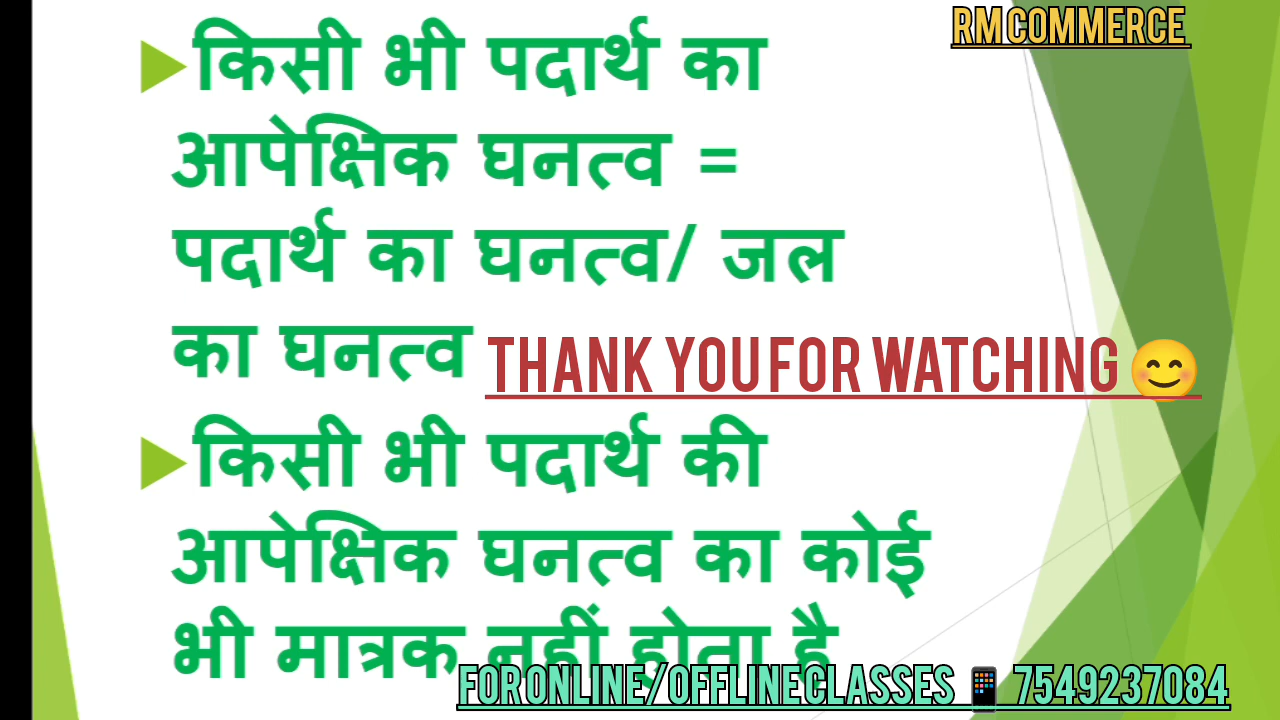 RM COMMERCE
किसी भी पदार्थ का
आपेक्षिक घनत्व =
पदार्थ का घनत्व/ जल
का घनत्व
THANK YOU FOR WATCHING 😊
किसी भी पदार्थ की
आपेक्षिक घनत्व का कोई
भी मात्रक नहीं होता है
FOR ONLINE/OFFLINE CLASSES 📱 7549237084